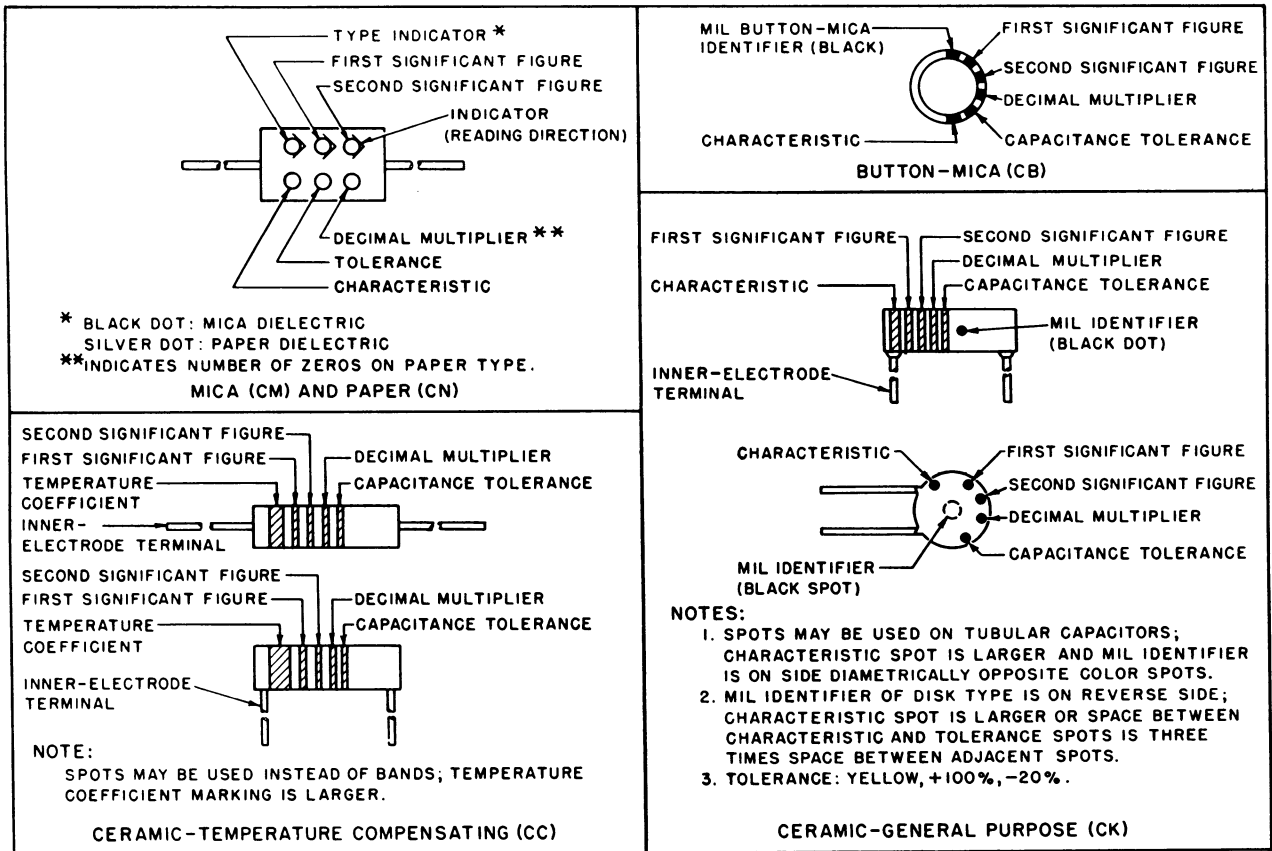 TYPE INDICATOR *
FIRST SIGNIFICANT FIGURE
SECOND SIGNIFICANT FIGURE
INDICATOR
(READING DIRECTION)
DECIMAL MULTIPLIER **
TOLERANCE
CHARACTERISTIC
* BLACK DOT: MICA DIELECTRIC
SILVER DOT: PAPER DIELECTRIC
**INDICATES NUMBER OF ZEROS ON PAPER TYPE.
MICA (CM) AND PAPER (CN)
SECOND SIGNIFICANT FIGURE
FIRST SIGNIFICANT FIGURE
DECIMAL MULTIPLIER
TEMPERATURE
COEFFICIENT
CAPACITANCE TOLERANCE
INNER-
ELECTRODE TERMINAL
SECOND SIGNIFICANT FIGURE
FIRST SIGNIFICANT FIGURE
DECIMAL MULTIPLIER
TEMPERATURE
COEFFICIENT
CAPACITANCE TOLERANCE
INNER-ELECTRODE
TERMINAL
NOTE:
SPOTS MAY BE USED INSTEAD OF BANDS; TEMPERATURE
COEFFICIENT MARKING IS LARGER.
CERAMIC-TEMPERATURE COMPENSATING (CC)
MIL BUTTON-MICA
IDENTIFIER (BLACK)
FIRST SIGNIFICANT FIGURE
SECOND SIGNIFICANT FIGURE
DECIMAL MULTIPLIER
CHARACTERISTIC
CAPACITANCE TOLERANCE
BUTTON-MICA (CB)
FIRST SIGNIFICANT FIGURE
SECOND SIGNIFICANT FIGURE
DECIMAL MULTIPLIER
CHARACTERISTIC
CAPACITANCE TOLERANCE
MIL IDENTIFIER
(BLACK DOT)
INNER-ELECTRODE
TERMINAL
CHARACTERISTIC
FIRST SIGNIFICANT FIGURE
SECOND SIGNIFICANT FIGURE
DECIMAL MULTIPLIER
CAPACITANCE TOLERANCE
MIL IDENTIFIER
(BLACK SPOT)
NOTES:
1. SPOTS MAY BE USED ON TUBULAR CAPACITORS;
CHARACTERISTIC SPOT IS LARGER AND MIL IDENTIFIER
IS ON SIDE DIAMETRICALLY OPPOSITE COLOR SPOTS.
2. MIL IDENTIFIER OF DISK TYPE IS ON REVERSE SIDE;
CHARACTERISTIC SPOT IS LARGER OR SPACE BETWEEN
CHARACTERISTIC AND TOLERANCE SPOTS IS THREE
TIMES SPACE BETWEEN ADJACENT SPOTS.
3. TOLERANCE: YELLOW, +100%, -20%.
CERAMIC-GENERAL PURPOSE (CK)